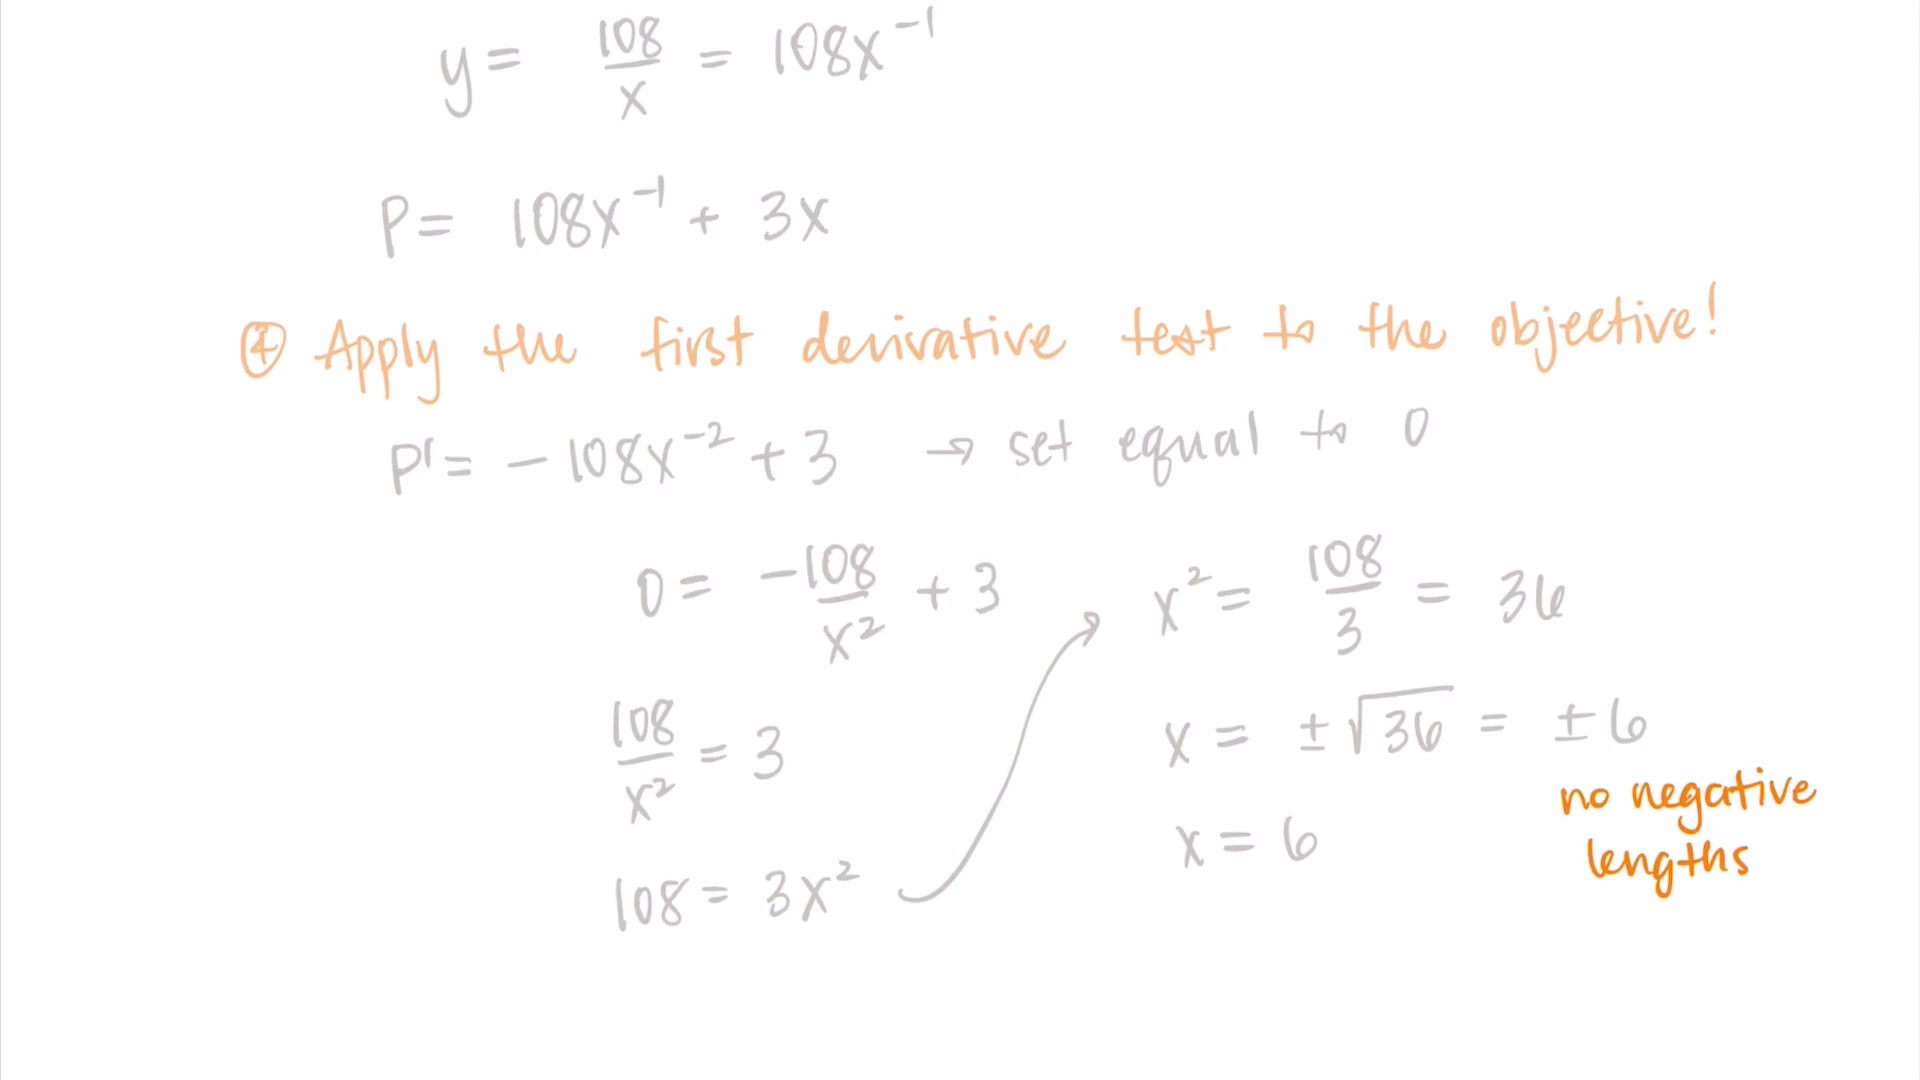 y = 108/x = 108x⁻¹
P = 108x⁻¹ + 3x
④ Apply the first derivative test to the objective!
P' = -108x⁻² + 3 → set equal to 0
0 = -108/x² + 3
108/x² = 3
108 = 3x²
x² = 108/3 = 36
x = ±√36 = ±6
no negative
lengths
x = 6